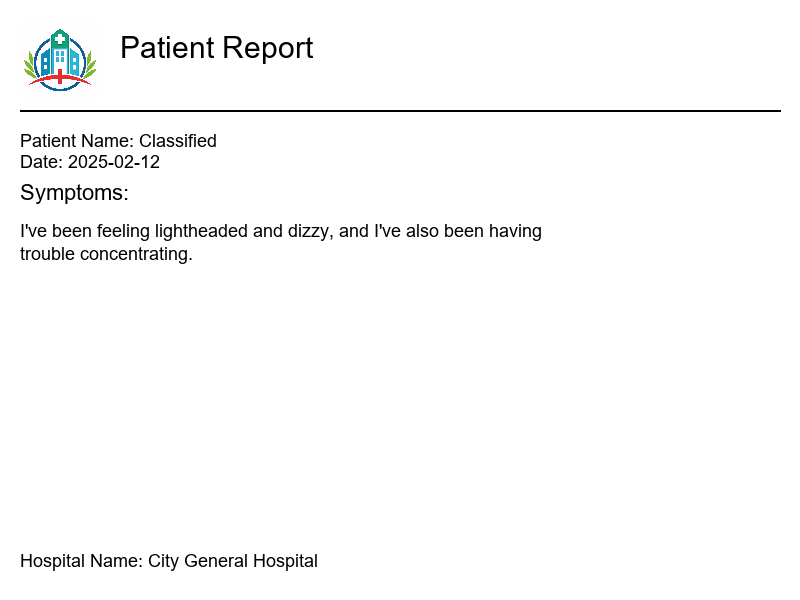 Patient Report
Patient Name: Classified
Date: 2025-02-12
Symptoms:
I've been feeling lightheaded and dizzy, and I've also been having
trouble concentrating.
Hospital Name: City General Hospital